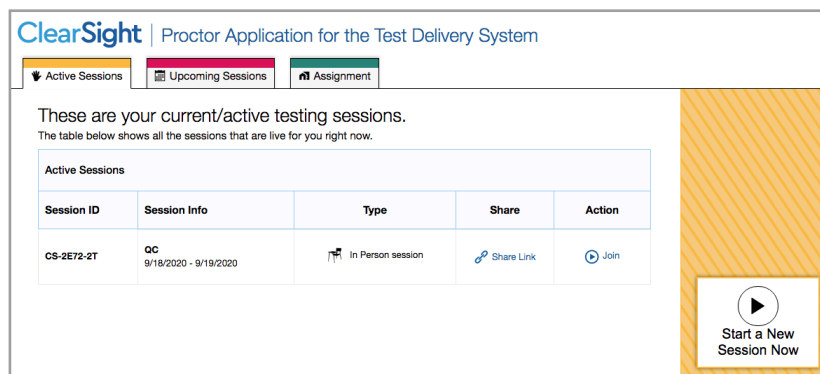 ClearSight | Proctor Application for the Test Delivery System
Active Sessions Upcoming Sessions Assignment
These are your current/active testing sessions.
The table below shows all the sessions that are live for you right now.
Active Sessions
Session ID Session Info Type Share Action
CS-2E72-2T QC 9/18/2020 - 9/19/2020 In Person session Share Link Join
Start a New
Session Now